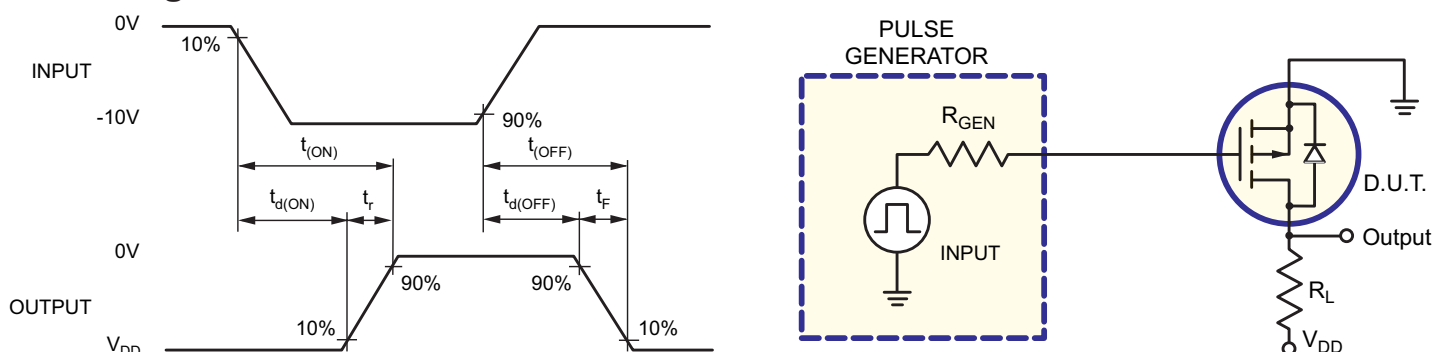 0V
10%
INPUT
-10V
90%
t(ON)
t(OFF)
td(ON)
tr
td(OFF)
tF
0V
90%
90%
OUTPUT
10%
10%
VDD
PULSE
GENERATOR
RGEN
INPUT
D.U.T.
Output
RL
VDD